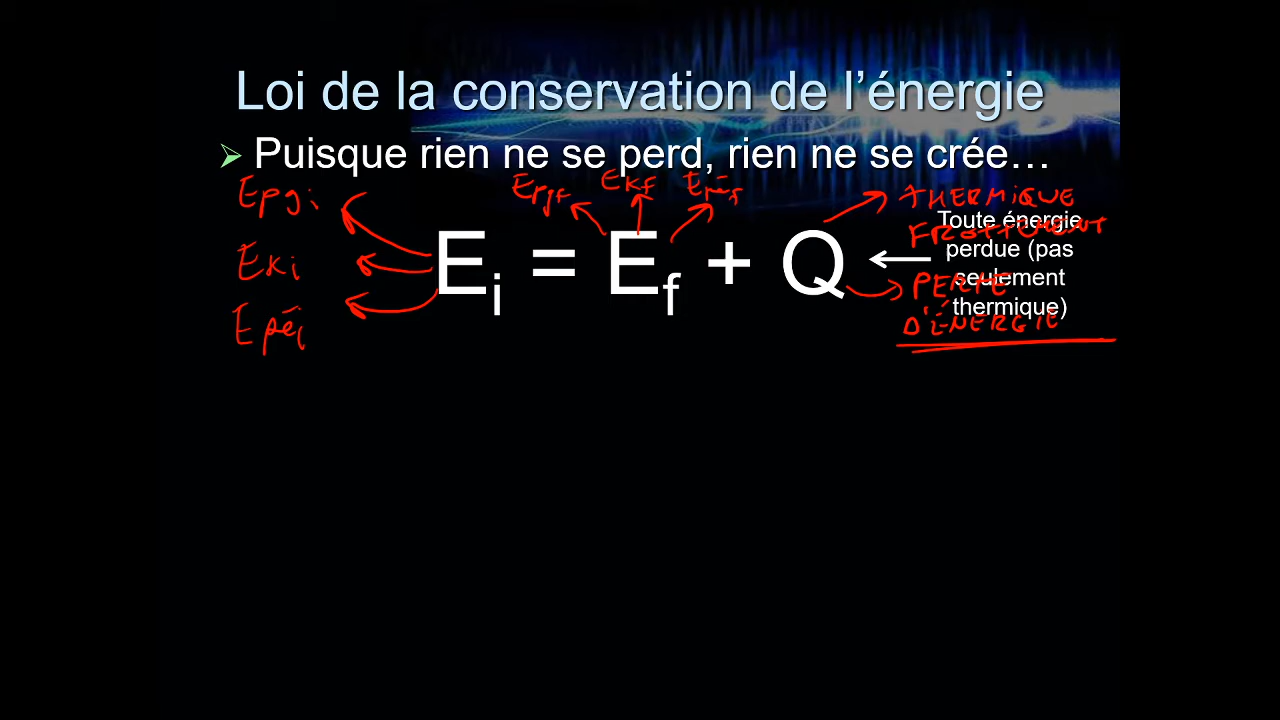 Loi de la conservation de l’énergie
➢ Puisque rien ne se perd, rien ne se crée…
Epgi
Eki
Epéi
Epgf
Ekf
Epéf
Ei = Ef + Q
THERMIQUE
FROTTEMENT
PERTE
D'ÉNERGIE
Toute énergie
perdue (pas
seulement
thermique)